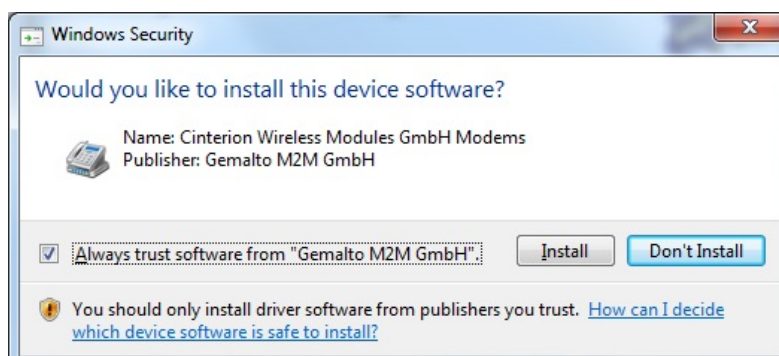 Windows Security
Would you like to install this device software?
Name: Cinterion Wireless Modules GmbH Modems
Publisher: Gemalto M2M GmbH
Always trust software from "Gemalto M2M GmbH".
Install
Don't Install
You should only install driver software from publishers you trust. How can I decide
which device software is safe to install?